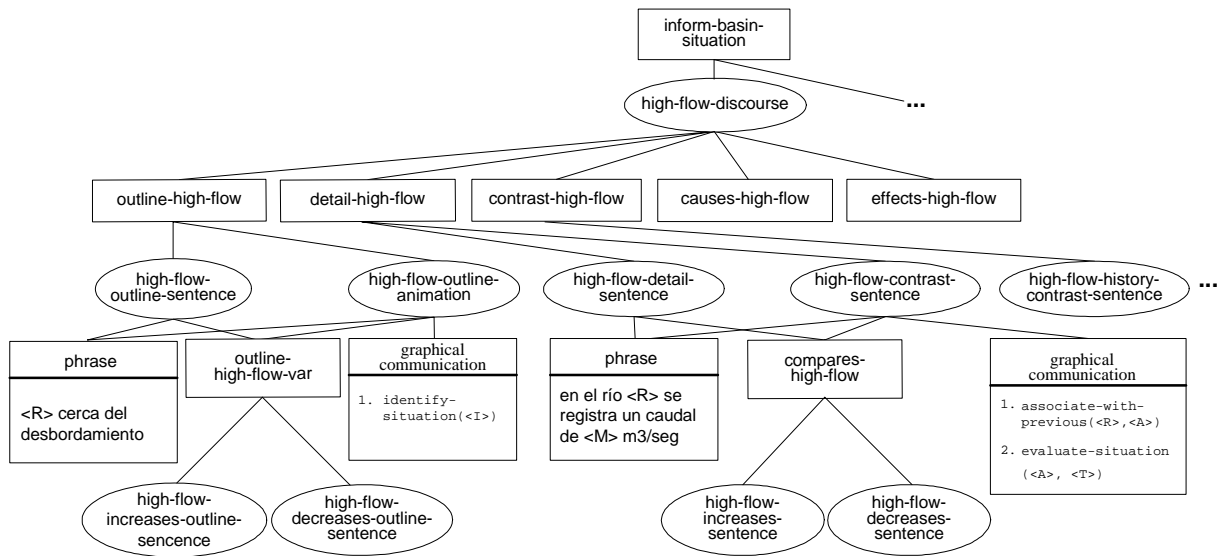 inform-basin-
situation
high-flow-discourse
...
outline-high-flow
detail-high-flow
contrast-high-flow
causes-high-flow
effects-high-flow
high-flow-
outline-sentence
high-flow-outline-
animation
high-flow-detail-
sentence
high-flow-contrast-
sentence
high-flow-history-
contrast-sentence
...
phrase
<R> cerca del
desbordamiento
outline-
high-flow-var
graphical
communication
1. identify-
situation(<I>)
phrase
en el río <R> se
registra un caudal
de <M> m3/seg
compares-
high-flow
graphical
communication
1. associate-with-
previous(<R>,<A>)
2. evaluate-situation
(<A>, <T>)
high-flow-
increases-outline-
sencence
high-flow-
decreases-outline-
sentence
high-flow-
increases-
sentence
high-flow-
decreases-
sentence